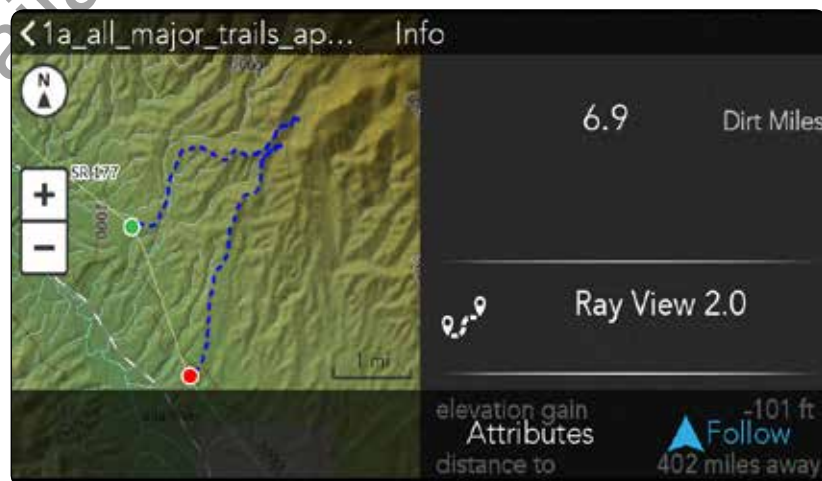 1a_all_major_trails_ap... Info
N
SR 177
+
1000
−
6.9 Dirt Miles
Ray View 2.0
1 mi
elevation gain -101 ft
Attributes Follow
distance to 402 miles away